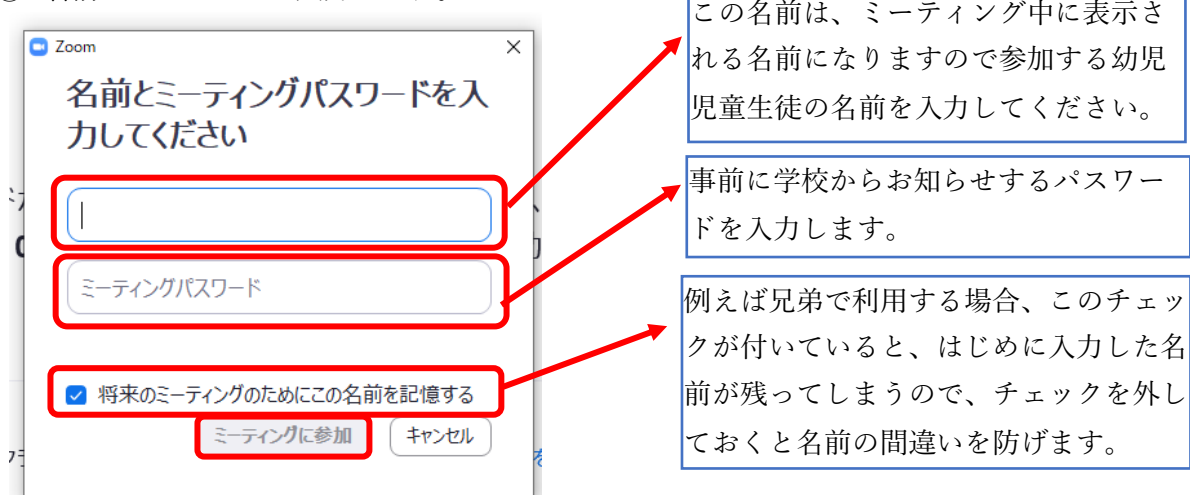 Zoom
名前とミーティングパスワードを入
力してください
ミーティングパスワード
将来のミーティングのためにこの名前を記憶する
ミーティングに参加
キャンセル
この名前は、ミーティング中に表示さ
れる名前になりますので参加する幼児
児童生徒の名前を入力してください。
事前に学校からお知らせするパスワー
ドを入力します。
例えば兄弟で利用する場合、このチェッ
クが付いていると、はじめに入力した名
前が残ってしまうので、チェックを外し
ておくと名前の間違いを防げます。